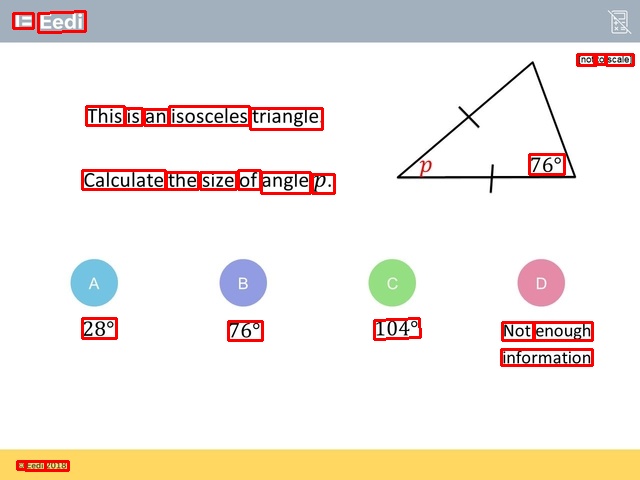 Eedi
[not to scale]
This is an isosceles triangle
Calculate the size of angle p.
p
76°
A
B
C
D
28°
76°
104°
Not enough
information
© Eedi 2018